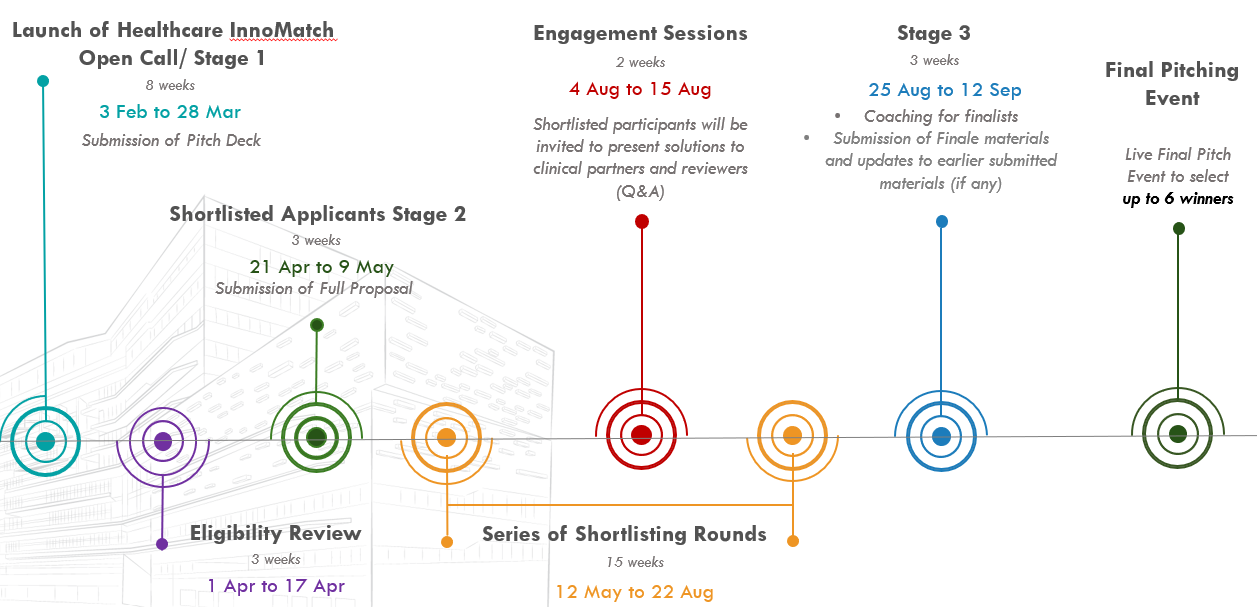 Launch of Healthcare InnoMatch
Open Call/ Stage 1
8 weeks
3 Feb to 28 Mar
Submission of Pitch Deck
Shortlisted Applicants Stage 2
3 weeks
21 Apr to 9 May
Submission of Full Proposal
Engagement Sessions
2 weeks
4 Aug to 15 Aug
Shortlisted participants will be
invited to present solutions to
clinical partners and reviewers
(Q&A)
Stage 3
3 weeks
25 Aug to 12 Sep
• Coaching for finalists
• Submission of Finale materials
and updates to earlier submitted
materials (if any)
Final Pitching
Event
Live Final Pitch
Event to select
up to 6 winners
Eligibility Review
3 weeks
1 Apr to 17 Apr
Series of Shortlisting Rounds
15 weeks
12 May to 22 Aug